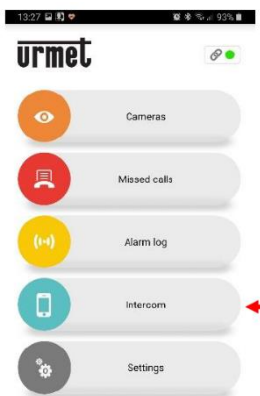 13:27 93%
urmet
Cameras
Missed calls
Alarm log
Intercom
Settings